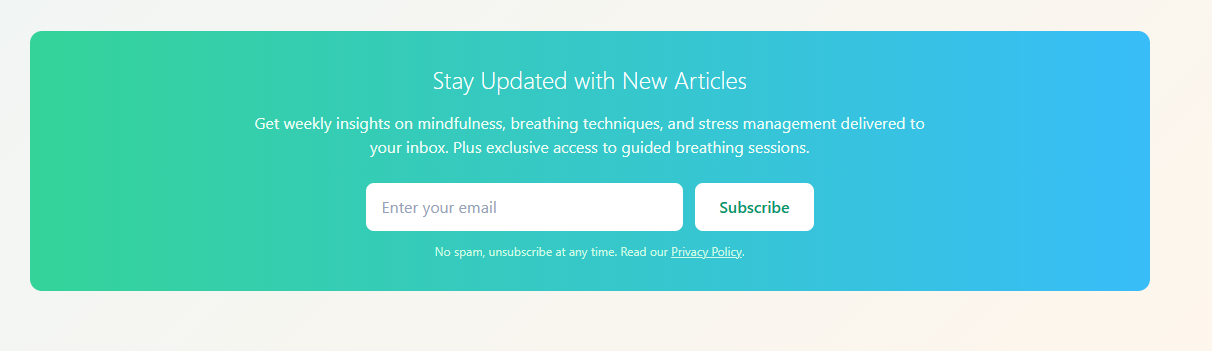 Stay Updated with New Articles
Get weekly insights on mindfulness, breathing techniques, and stress management delivered to
your inbox. Plus exclusive access to guided breathing sessions.
Enter your email
Subscribe
No spam, unsubscribe at any time. Read our Privacy Policy.